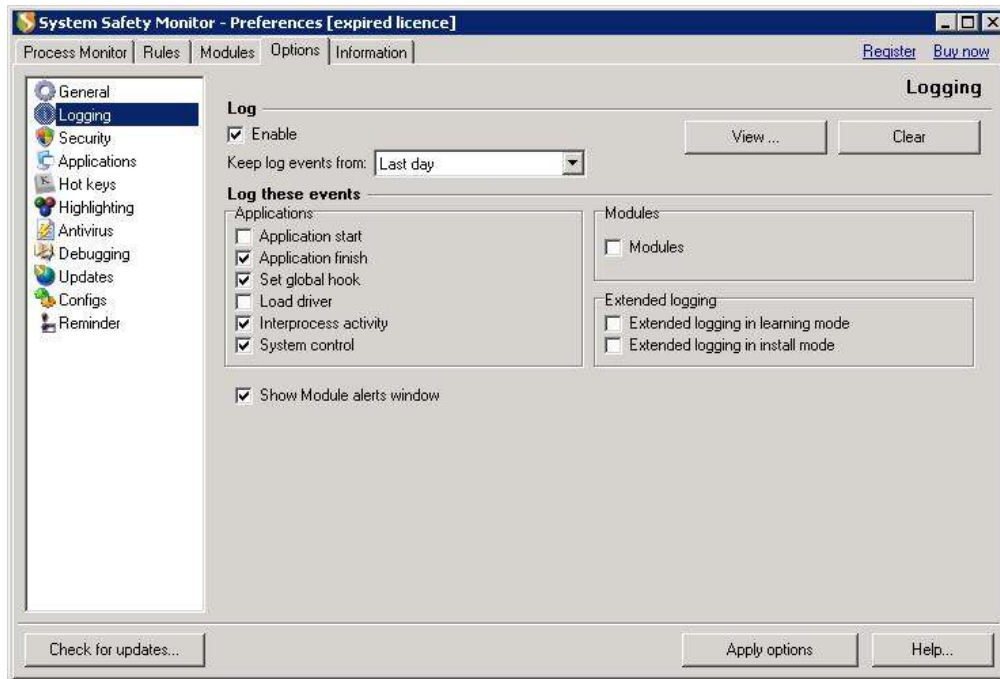 System Safety Monitor - Preferences [expired licence]
Process Monitor Rules Modules Options Information Register Buy now
General
Logging
Security
Applications
Hot keys
Highlighting
Antivirus
Debugging
Updates
Configs
Reminder
Logging
Log
Enable
View ...
Clear
Keep log events from: Last day
Log these events
Applications
Application start
Application finish
Set global hook
Load driver
Interprocess activity
System control
Modules
Modules
Extended logging
Extended logging in learning mode
Extended logging in install mode
Show Module alerts window
Check for updates...
Apply options
Help...